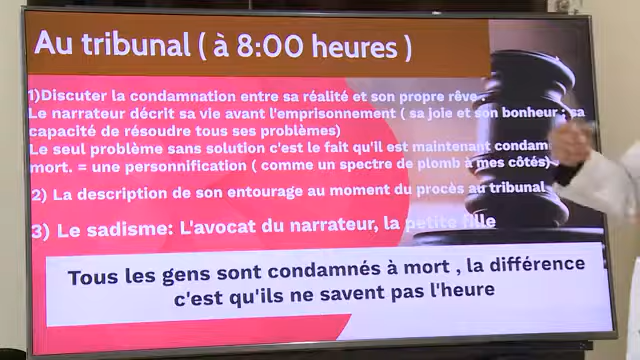 Au tribunal ( à 8:00 heures )
1)Discuter la condamnation entre sa réalité et son propre rêve .
Le narrateur décrit sa vie avant l'emprisonnement ( sa joie et son bonheur ; sa
capacité de résoudre tous ses problèmes)
Le seul problème sans solution c'est le fait qu'il est maintenant condam
mort. = une personnification ( comme un spectre de plomb à mes côtés)
2) La description de son entourage au moment du procès au tribunal
3) Le sadisme: L'avocat du narrateur, la petite fille
Tous les gens sont condamnés à mort , la différence
c'est qu'ils ne savent pas l'heure